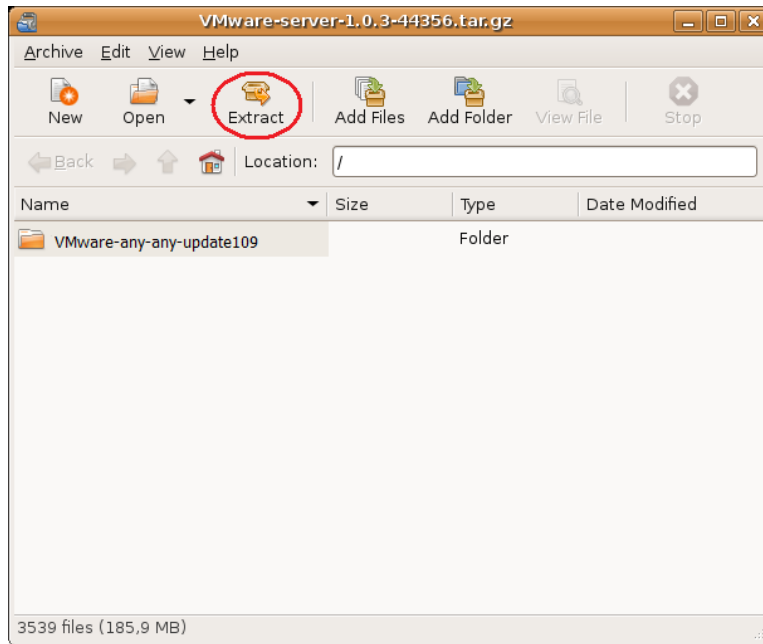 VMware-server-1.0.3-44356.tar.gz
Archive Edit View Help
New Open Extract Add Files Add Folder View File Stop
Back Location: /
Name Size Type Date Modified
VMware-any-any-update109 Folder
3539 files (185,9 MB)